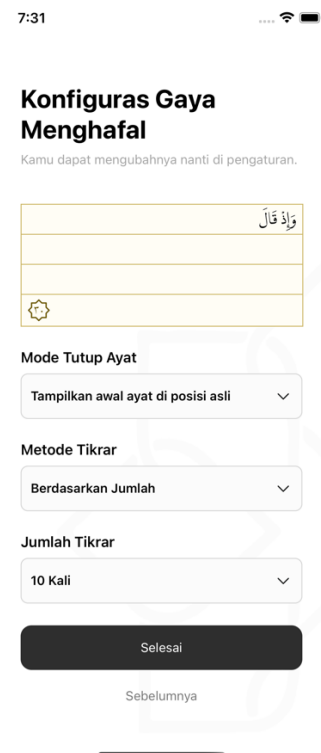 7:31
Konfiguras Gaya
Menghafal
Kamu dapat mengubahnya nanti di pengaturan.
وَإِذْ قَالَ
٣٠
Mode Tutup Ayat
Tampilkan awal ayat di posisi asli
Metode Tikrar
Berdasarkan Jumlah
Jumlah Tikrar
10 Kali
Selesai
Sebelumnya